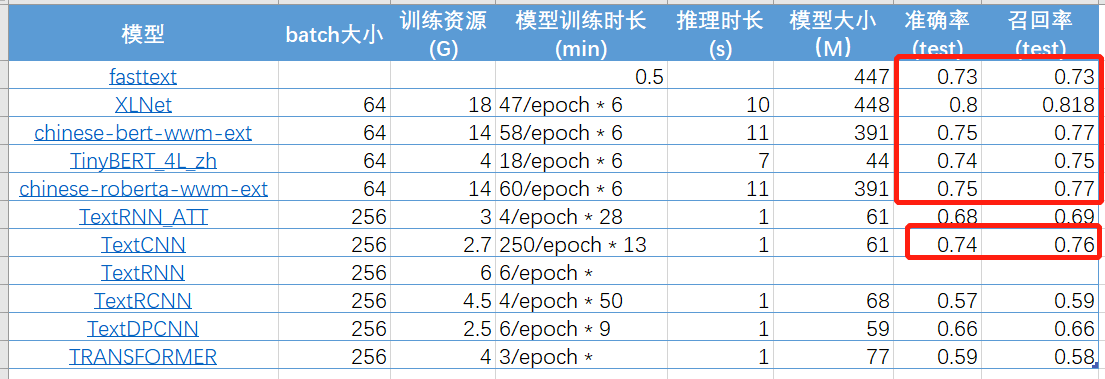 模型 batch大小 训练资源(G) 模型训练时长(min) 推理时长(s) 模型大小(M) 准确率(test) 召回率(test)
fasttext 0.5 447 0.73 0.73
XLNet 64 18 47/epoch * 6 10 448 0.8 0.818
chinese-bert-wwm-ext 64 14 58/epoch * 6 11 391 0.75 0.77
TinyBERT_4L_zh 64 4 18/epoch * 6 7 44 0.74 0.75
chinese-roberta-wwm-ext 64 14 60/epoch * 6 11 391 0.75 0.77
TextRNN_ATT 256 3 4/epoch * 28 1 61 0.68 0.69
TextCNN 256 2.7 250/epoch * 13 1 61 0.74 0.76
TextRNN 256 6 6/epoch *
TextRCNN 256 4.5 4/epoch * 50 1 68 0.57 0.59
TextDPCNN 256 2.5 6/epoch * 9 1 59 0.66 0.66
TRANSFORMER 256 4 3/epoch * 1 77 0.59 0.58